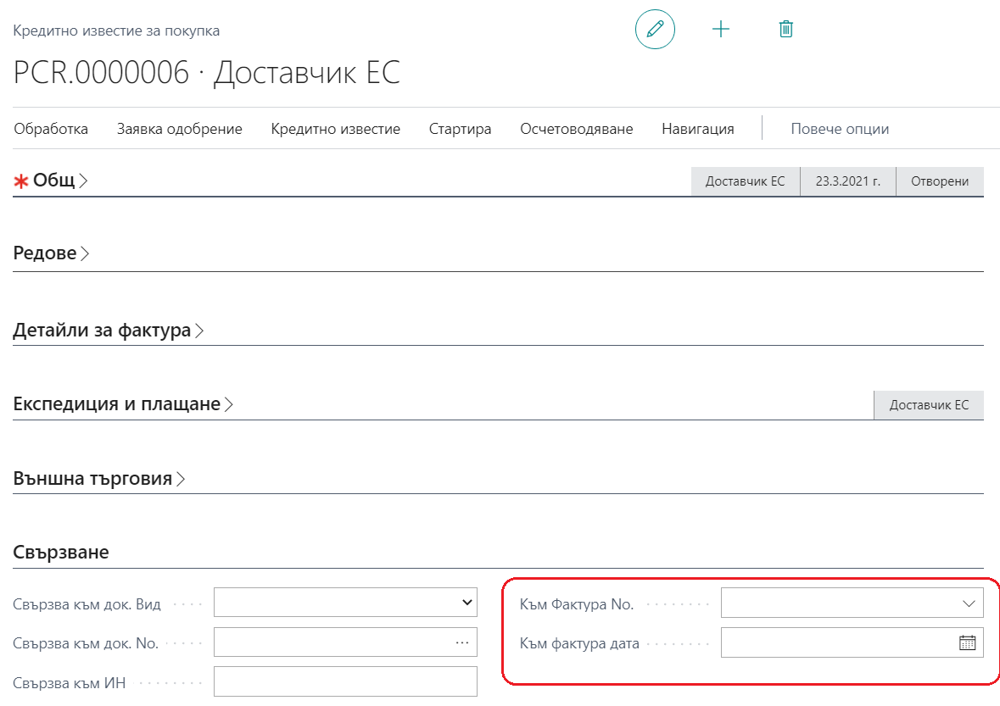 Кредитно известие за покупка
PCR.0000006 · Доставчик ЕС
Обработка Заявка одобрение Кредитно известие Стартира Осчетоводяване Навигация Повече опции
Общ Доставчик ЕС 23.3.2021 г. Отворени
Редове
Детайли за фактура
Експедиция и плащане Доставчик ЕС
Външна търговия
Свързване
Свързва към док. Вид Към Фактура No.
Свързва към док. No. Към фактура дата
Свързва към ИН